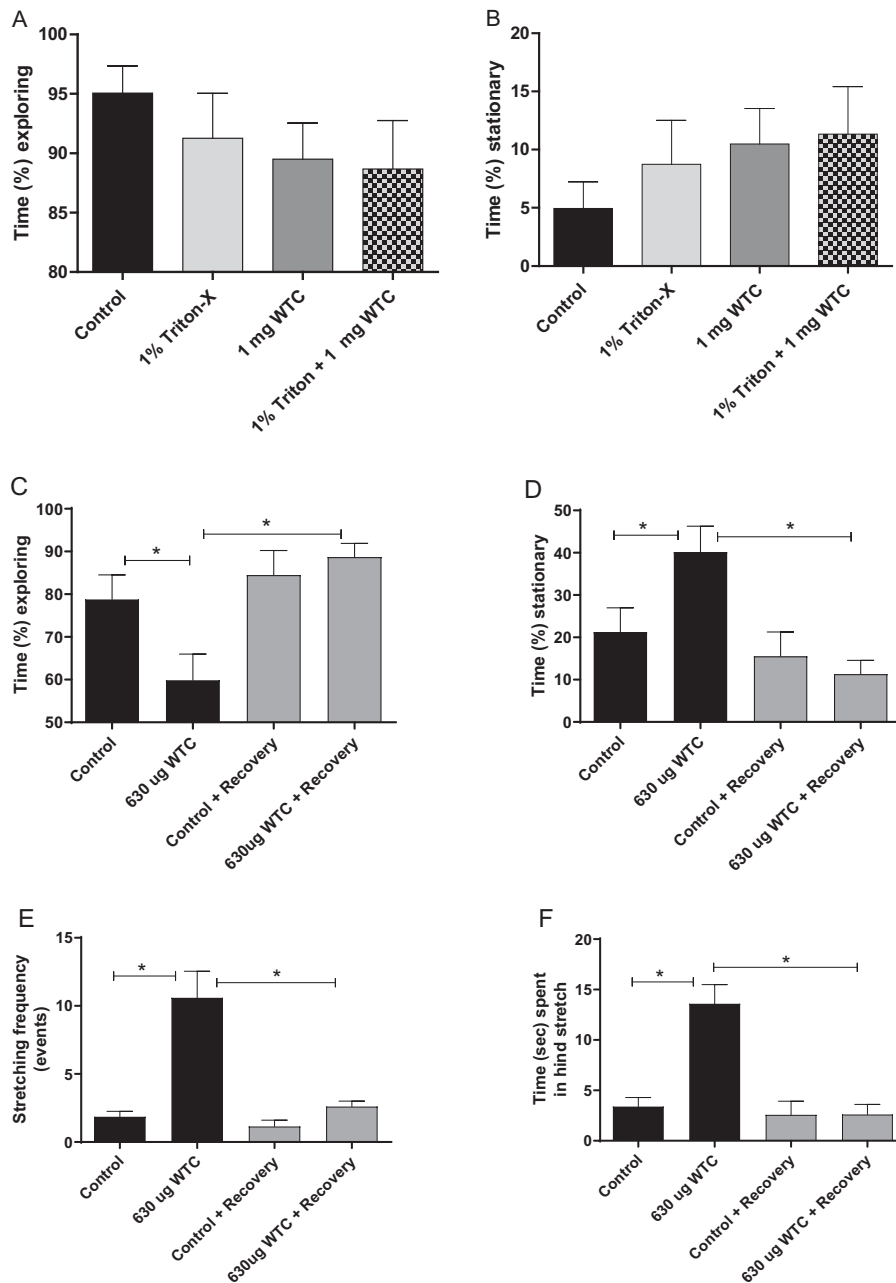 A
Time (%) exploring
100
95
90
85
80
Control
1% Triton-X
1 mg WTC
1% Triton + 1 mg WTC
B
Time (%) stationary
20
15
10
5
0
Control
1% Triton-X
1 mg WTC
1% Triton + 1 mg WTC
C
Time (%) exploring
100
90
80
70
60
50
*
*
Control
630 ug WTC
Control + Recovery
630ug WTC + Recovery
D
Time (%) stationary
50
40
30
20
10
0
*
*
Control
630 ug WTC
Control + Recovery
630 ug WTC + Recovery
E
Stretching frequency
(events)
15
10
5
0
*
*
Control
630 ug WTC
Control + Recovery
630ug WTC + Recovery
F
Time (sec) spent
in hind stretch
20
15
10
5
0
*
*
Control
630 ug WTC
Control + Recovery
630 ug WTC + Recovery